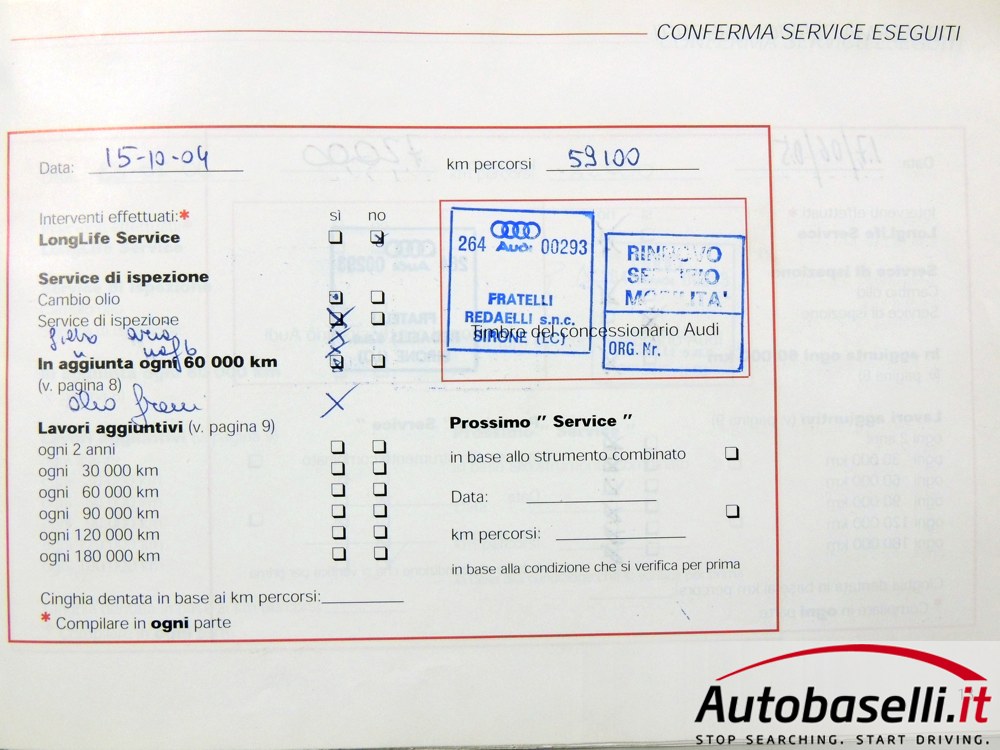 CONFERMA SERVICE ESEGUITI
Data: 15-10-04 km percorsi 59100
Interventi effettuati:* sì no
LongLife Service
Service di ispezione
Cambio olio
Service di ispezione
filtro aria
In aggiunta ogni 60 000 km
(v. pagina 8)
olio freni
Lavori aggiuntivi (v. pagina 9)
ogni 2 anni
ogni 30 000 km
ogni 60 000 km
ogni 90 000 km
ogni 120 000 km
ogni 180 000 km
Cinghia dentata in base ai km percorsi:
* Compilare in ogni parte
264 Audi 00293
FRATELLI
REDAELLI s.n.c.
SIRONE (LC)
Timbro del concessionario Audi
RINNOVO
SERVIZIO
MOBILITA'
ORG. Nr.
Prossimo " Service "
in base allo strumento combinato
Data:
km percorsi:
in base alla condizione che si verifica per prima
Autobaselli.it
STOP SEARCHING. START DRIVING.